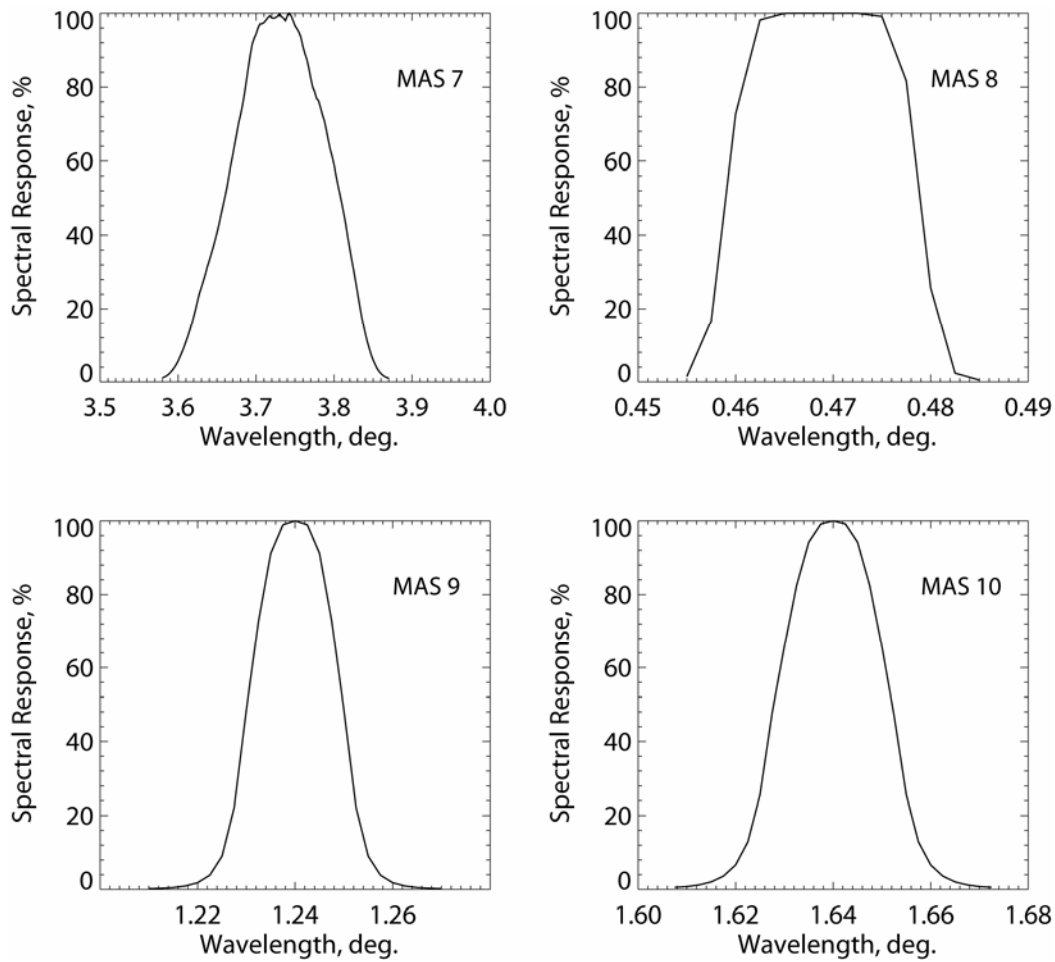 100
80
60
40
20
0
Spectral Response, %
MAS 7
3.5 3.6 3.7 3.8 3.9 4.0
Wavelength, deg.
100
80
60
40
20
0
Spectral Response, %
MAS 8
0.45 0.46 0.47 0.48 0.49
Wavelength, deg.
100
80
60
40
20
0
Spectral Response, %
MAS 9
1.22 1.24 1.26
Wavelength, deg.
100
80
60
40
20
0
Spectral Response, %
MAS 10
1.60 1.62 1.64 1.66 1.68
Wavelength, deg.